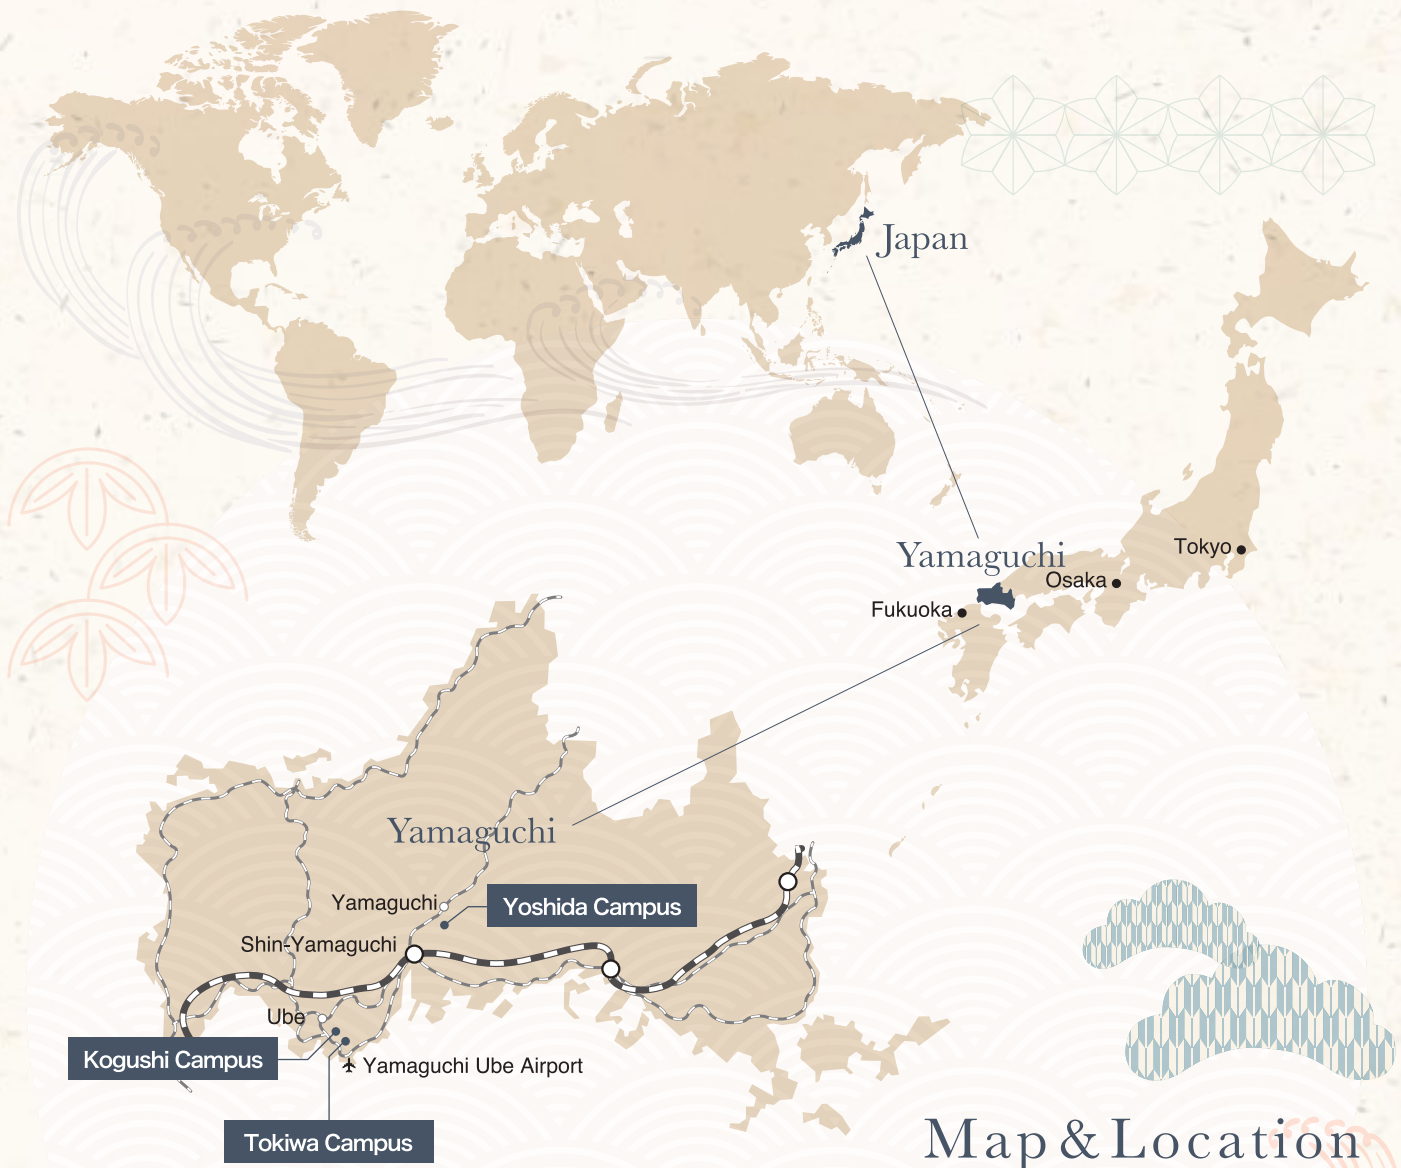 Japan
Yamaguchi
Tokyo
Osaka
Fukuoka
Yamaguchi
Yamaguchi
Yoshida Campus
Shin-Yamaguchi
Ube
Kogushi Campus
Yamaguchi Ube Airport
Tokiwa Campus
Map & Location